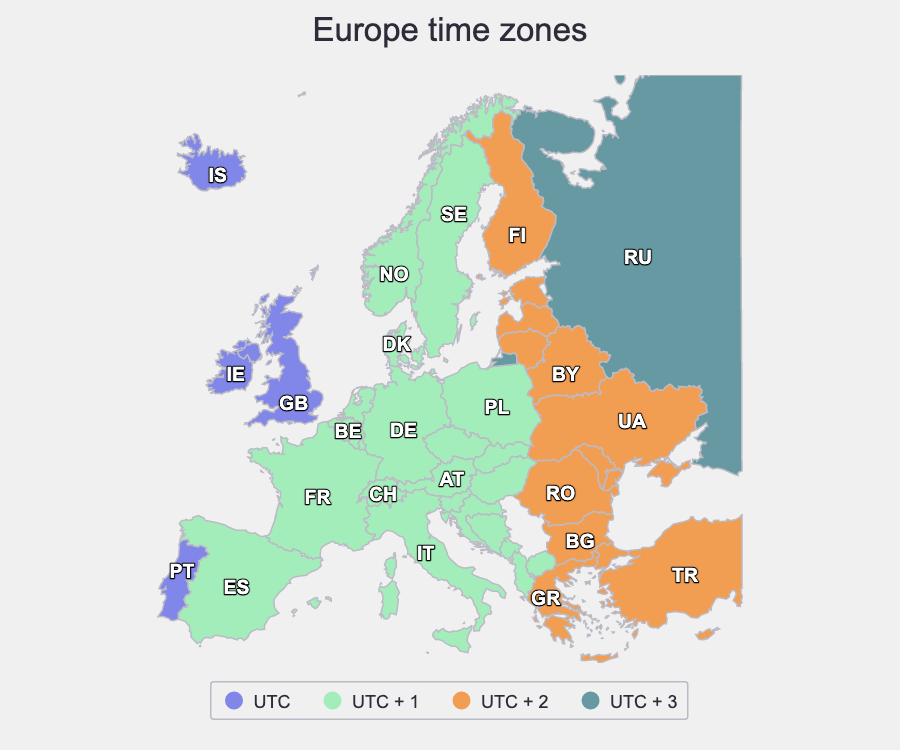 Europe time zones
IS
SE
FI
RU
NO
DK
IE
BY
GB
PL
UA
BE
DE
AT
CH
FR
RO
BG
IT
PT
ES
TR
GR
UTC UTC + 1 UTC + 2 UTC + 3